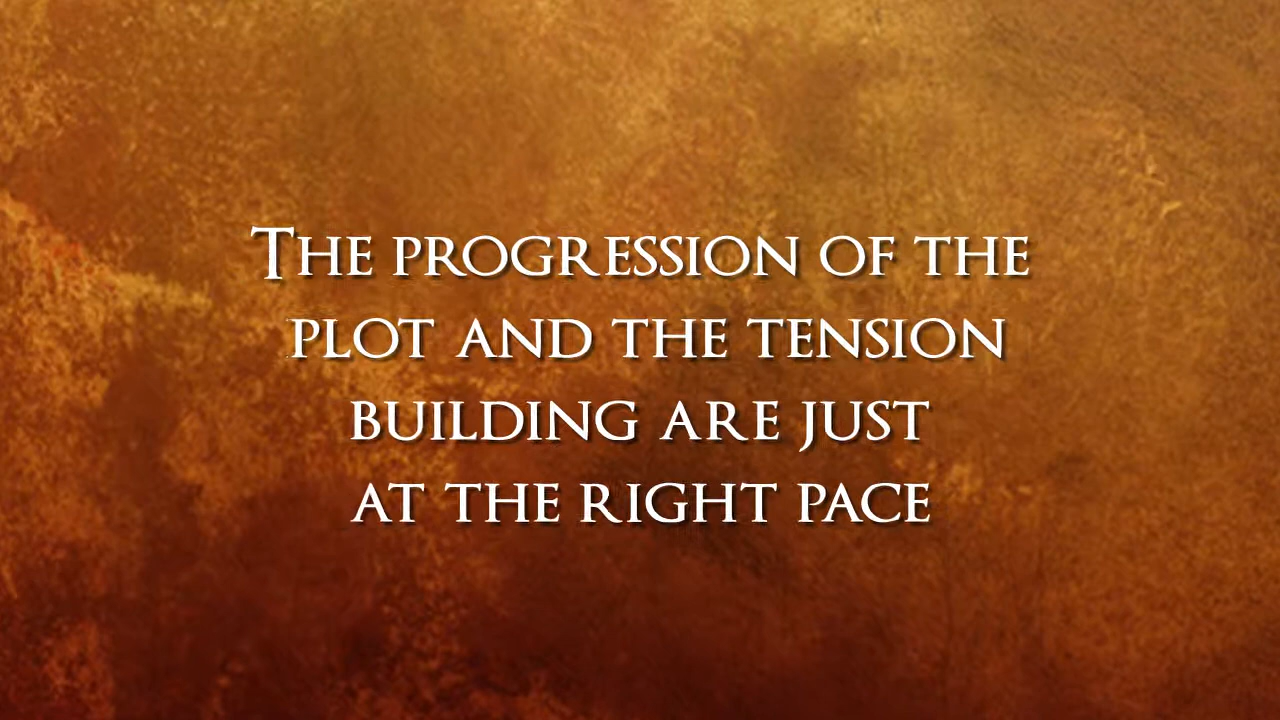 The progression of the
plot and the tension
building are just
at the right pace